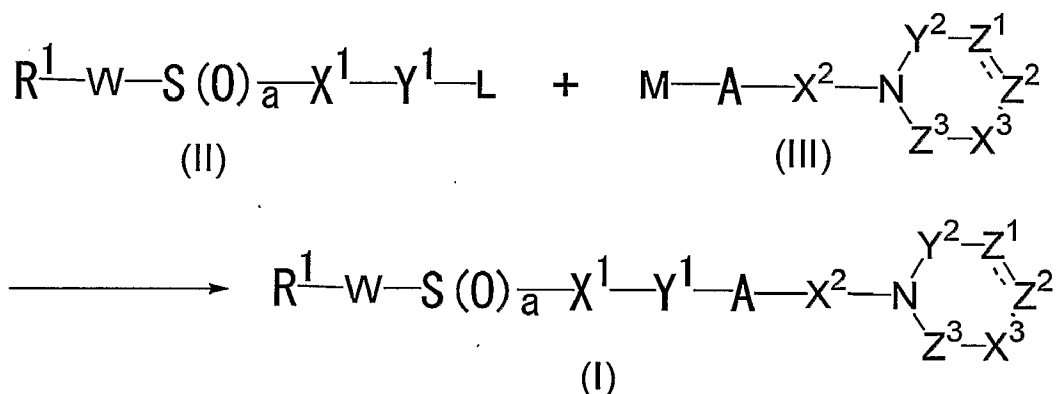 R¹—W—S(O)ₐ—X¹—Y¹—L + M—A—X²—N Y²—Z¹ Z² Z³—X³
(II) (III)
R¹—W—S(O)ₐ—X¹—Y¹—A—X²—N Y²—Z¹ Z² Z³—X³
(I)